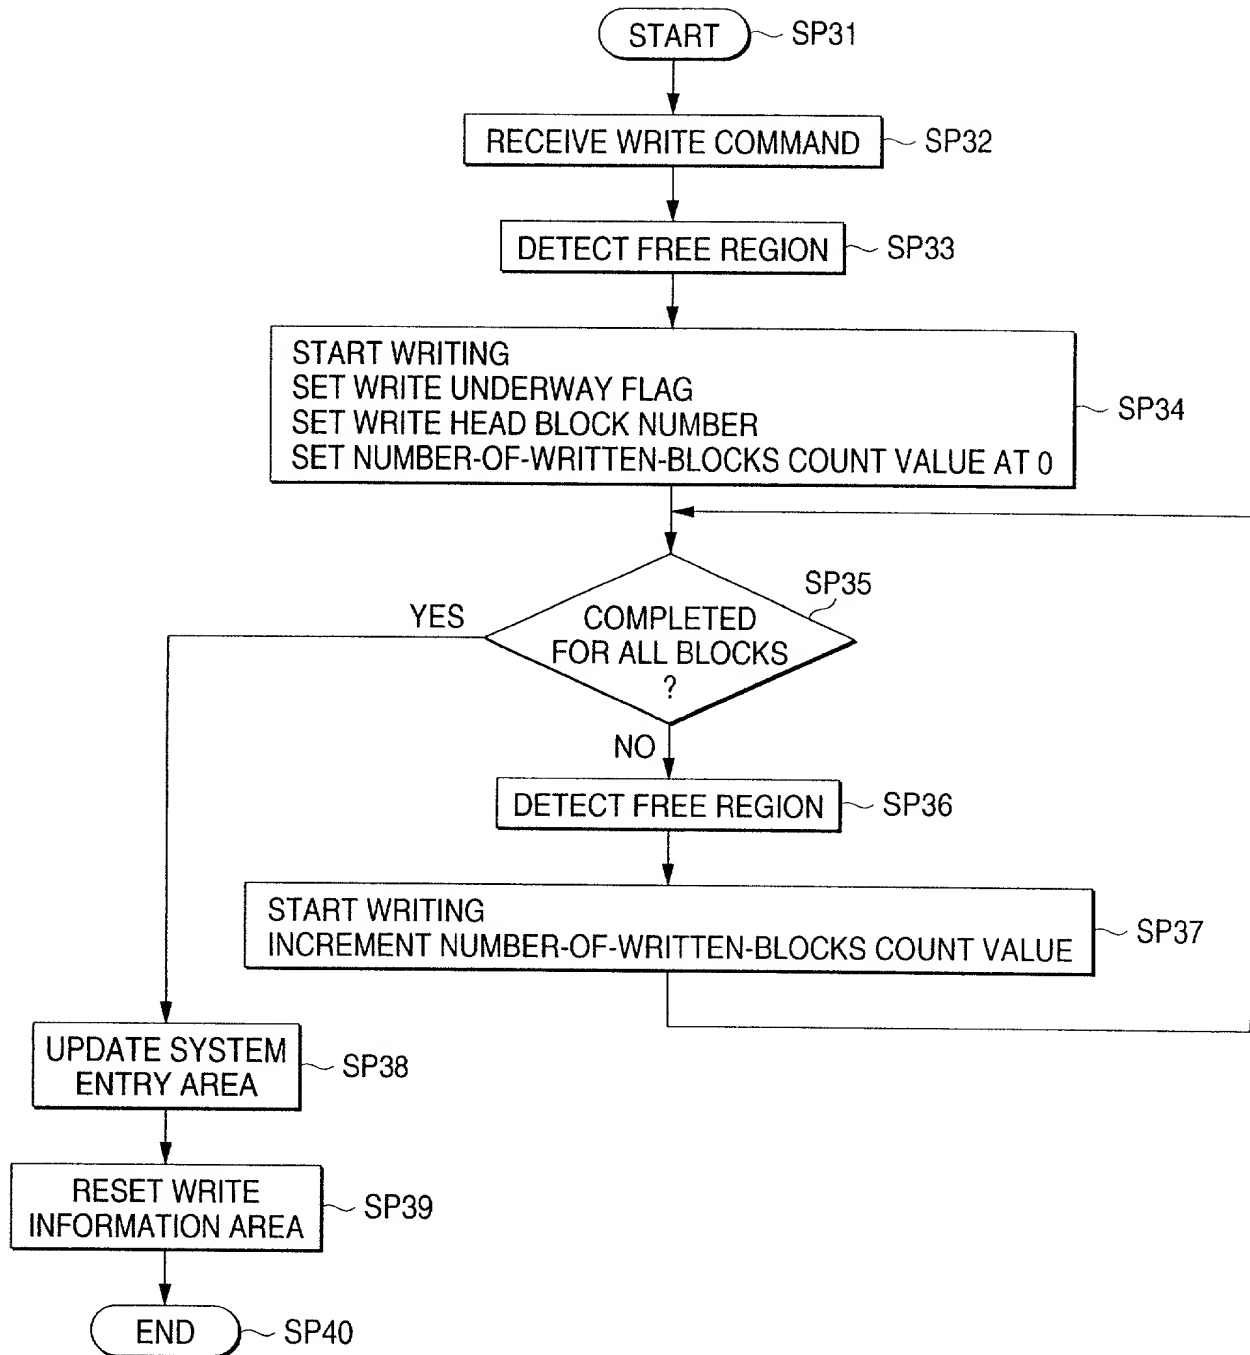 START
SP31
RECEIVE WRITE COMMAND
SP32
DETECT FREE REGION
SP33
START WRITING
SET WRITE UNDERWAY FLAG
SET WRITE HEAD BLOCK NUMBER
SET NUMBER-OF-WRITTEN-BLOCKS COUNT VALUE AT 0
SP34
SP35
YES
COMPLETED
FOR ALL BLOCKS
?
NO
DETECT FREE REGION
SP36
START WRITING
INCREMENT NUMBER-OF-WRITTEN-BLOCKS COUNT VALUE
SP37
UPDATE SYSTEM
ENTRY AREA
SP38
RESET WRITE
INFORMATION AREA
SP39
END
SP40